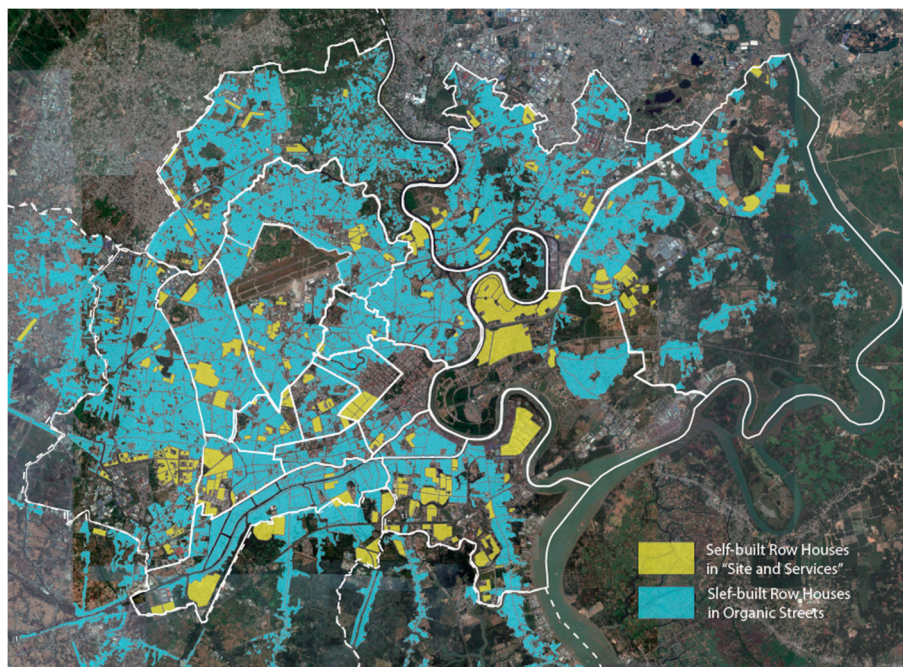 Self-built Row Houses
in "Site and Services"
Slef-built Row Houses
in Organic Streets